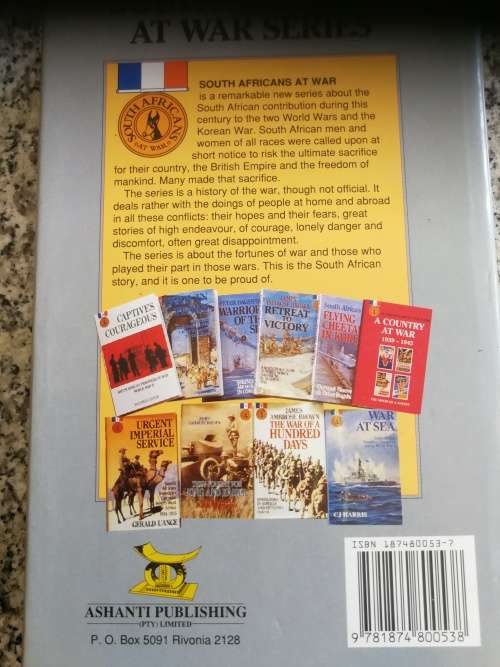 AT WAR SERIES
SOUTH AFRICANS AT WAR
is a remarkable new series about the
South African contribution during this
century to the two World Wars and the
Korean War. South African men and
women of all races were called upon at
short notice to risk the ultimate sacrifice
for their country, the British Empire and the freedom of
mankind. Many made that sacrifice.
The series is a history of the war, though not official. It
deals rather with the doings of people at home and abroad
in all these conflicts: their hopes and their fears, great
stories of high endeavour, of courage, lonely danger and
discomfort, often great disappointment.
The series is about the fortunes of war and those who
played their part in those wars. This is the South African
story, and it is one to be proud of.
SOUTH AFRICANS
AT WAR
CAPTIVES
COURAGEOUS
WARRIOR
OF THE
RETREAT
TO
VICTORY
South Africa's
FLYING
CHEETAHS
IN KOREA
A COUNTRY
AT WAR
1939 - 1945
URGENT
IMPERIAL
SERVICE
GERALD L'ANGE
JAMES
AMBROSE BROWN
THE WAR OF A
HUNDRED
DAYS
WAR
AT SEA
CJ HARRIS
ASHANTI PUBLISHING
(PTY) LIMITED
P. O. Box 5091 Rivonia 2128
ISBN 187480053-7
9 781874 800538